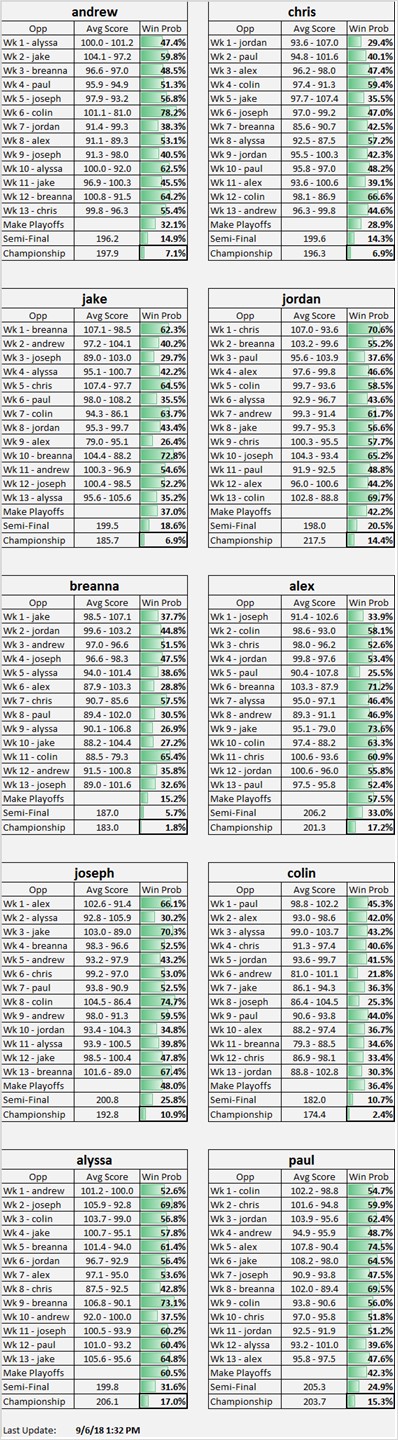 andrew
Opp Avg Score Win Prob
Wk 1 - alyssa 100.0 - 101.2 47.4%
Wk 2 - jake 104.1 - 97.2 59.8%
Wk 3 - breanna 96.6 - 97.0 48.5%
Wk 4 - paul 95.9 - 94.9 51.3%
Wk 5 - joseph 97.9 - 93.2 56.8%
Wk 6 - colin 101.1 - 81.0 78.2%
Wk 7 - jordan 91.4 - 99.3 38.3%
Wk 8 - alex 91.1 - 89.3 53.1%
Wk 9 - joseph 91.3 - 98.0 40.5%
Wk 10 - alyssa 100.0 - 92.0 62.5%
Wk 11 - jake 96.9 - 100.3 45.5%
Wk 12 - breanna 100.8 - 91.5 64.2%
Wk 13 - chris 99.8 - 96.3 55.4%
Make Playoffs 32.1%
Semi-Final 196.2 14.9%
Championship 197.9 7.1%
chris
Opp Avg Score Win Prob
Wk 1 - jordan 93.6 - 107.0 29.4%
Wk 2 - paul 94.8 - 101.6 40.1%
Wk 3 - alex 96.2 - 98.0 47.4%
Wk 4 - colin 97.4 - 91.3 59.4%
Wk 5 - jake 97.7 - 107.4 35.5%
Wk 6 - joseph 97.0 - 99.2 47.0%
Wk 7 - breanna 85.6 - 90.7 42.5%
Wk 8 - alyssa 92.5 - 87.5 57.2%
Wk 9 - jordan 95.5 - 100.3 42.3%
Wk 10 - paul 95.8 - 97.0 48.2%
Wk 11 - alex 93.6 - 100.6 39.1%
Wk 12 - colin 98.1 - 86.9 66.6%
Wk 13 - andrew 96.3 - 99.8 44.6%
Make Playoffs 28.9%
Semi-Final 199.6 14.3%
Championship 196.3 6.9%
jake
Opp Avg Score Win Prob
Wk 1 - breanna 107.1 - 98.5 62.3%
Wk 2 - andrew 97.2 - 104.1 40.2%
Wk 3 - joseph 89.0 - 103.0 29.7%
Wk 4 - alyssa 95.1 - 100.7 42.2%
Wk 5 - chris 107.4 - 97.7 64.5%
Wk 6 - paul 98.0 - 108.2 35.5%
Wk 7 - colin 94.3 - 86.1 63.7%
Wk 8 - jordan 95.3 - 99.7 43.4%
Wk 9 - alex 79.0 - 95.1 26.4%
Wk 10 - breanna 104.4 - 88.2 72.8%
Wk 11 - andrew 100.3 - 96.9 54.6%
Wk 12 - joseph 100.4 - 98.5 52.2%
Wk 13 - alyssa 95.6 - 105.6 35.2%
Make Playoffs 37.0%
Semi-Final 199.5 18.6%
Championship 185.7 6.9%
jordan
Opp Avg Score Win Prob
Wk 1 - chris 107.0 - 93.6 70.6%
Wk 2 - breanna 103.2 - 99.6 55.2%
Wk 3 - paul 95.6 - 103.9 37.6%
Wk 4 - alex 97.6 - 99.8 46.6%
Wk 5 - colin 99.7 - 93.6 58.5%
Wk 6 - alyssa 92.9 - 96.7 43.6%
Wk 7 - andrew 99.3 - 91.4 61.7%
Wk 8 - jake 99.7 - 95.3 56.6%
Wk 9 - chris 100.3 - 95.5 57.7%
Wk 10 - joseph 104.3 - 93.4 65.2%
Wk 11 - paul 91.9 - 92.5 48.8%
Wk 12 - alex 96.0 - 100.6 44.2%
Wk 13 - colin 102.8 - 88.8 69.7%
Make Playoffs 42.2%
Semi-Final 198.0 20.5%
Championship 217.5 14.4%
breanna
Opp Avg Score Win Prob
Wk 1 - jake 98.5 - 107.1 37.7%
Wk 2 - jordan 99.6 - 103.2 44.8%
Wk 3 - andrew 97.0 - 96.6 51.5%
Wk 4 - joseph 96.6 - 98.3 47.5%
Wk 5 - alyssa 94.0 - 101.4 38.6%
Wk 6 - alex 87.9 - 103.3 28.8%
Wk 7 - chris 90.7 - 85.6 57.5%
Wk 8 - paul 89.4 - 102.0 30.5%
Wk 9 - alyssa 90.1 - 106.8 26.9%
Wk 10 - jake 88.2 - 104.4 27.2%
Wk 11 - colin 88.5 - 79.3 65.4%
Wk 12 - andrew 91.5 - 100.8 35.8%
Wk 13 - joseph 89.0 - 101.6 32.6%
Make Playoffs 15.2%
Semi-Final 187.0 5.7%
Championship 183.0 1.8%
alex
Opp Avg Score Win Prob
Wk 1 - joseph 91.4 - 102.6 33.9%
Wk 2 - colin 98.6 - 93.0 58.1%
Wk 3 - chris 98.0 - 96.2 52.6%
Wk 4 - jordan 99.8 - 97.6 53.4%
Wk 5 - paul 90.4 - 107.8 25.5%
Wk 6 - breanna 103.3 - 87.9 71.2%
Wk 7 - alyssa 95.0 - 97.1 46.4%
Wk 8 - andrew 89.3 - 91.1 46.9%
Wk 9 - jake 95.1 - 79.0 73.6%
Wk 10 - colin 97.4 - 88.2 63.3%
Wk 11 - chris 100.6 - 93.6 60.9%
Wk 12 - jordan 100.6 - 96.0 55.8%
Wk 13 - paul 97.5 - 95.8 52.4%
Make Playoffs 57.5%
Semi-Final 206.2 33.0%
Championship 201.3 17.2%
joseph
Opp Avg Score Win Prob
Wk 1 - alex 102.6 - 91.4 66.1%
Wk 2 - alyssa 92.8 - 105.9 30.2%
Wk 3 - jake 103.0 - 89.0 70.3%
Wk 4 - breanna 98.3 - 96.6 52.5%
Wk 5 - andrew 93.2 - 97.9 43.2%
Wk 6 - chris 99.2 - 97.0 53.0%
Wk 7 - paul 93.8 - 90.9 52.5%
Wk 8 - colin 104.5 - 86.4 74.7%
Wk 9 - andrew 98.0 - 91.3 59.5%
Wk 10 - jordan 93.4 - 104.3 34.8%
Wk 11 - alyssa 93.9 - 100.5 39.8%
Wk 12 - jake 98.5 - 100.4 47.8%
Wk 13 - breanna 101.6 - 89.0 67.4%
Make Playoffs 48.0%
Semi-Final 200.8 25.8%
Championship 192.8 10.9%
colin
Opp Avg Score Win Prob
Wk 1 - paul 98.8 - 102.2 45.3%
Wk 2 - alex 93.0 - 98.6 42.0%
Wk 3 - alyssa 99.0 - 103.7 43.2%
Wk 4 - chris 91.3 - 97.4 40.6%
Wk 5 - jordan 93.6 - 99.7 41.5%
Wk 6 - andrew 81.0 - 101.1 21.8%
Wk 7 - jake 86.1 - 94.3 36.3%
Wk 8 - joseph 86.4 - 104.5 25.3%
Wk 9 - paul 90.6 - 93.8 44.0%
Wk 10 - alex 88.2 - 97.4 36.7%
Wk 11 - breanna 79.3 - 88.5 34.6%
Wk 12 - chris 86.9 - 98.1 33.4%
Wk 13 - jordan 88.8 - 102.8 30.3%
Make Playoffs 36.4%
Semi-Final 182.0 10.7%
Championship 174.4 2.4%
alyssa
Opp Avg Score Win Prob
Wk 1 - andrew 101.2 - 100.0 52.6%
Wk 2 - joseph 105.9 - 92.8 69.8%
Wk 3 - colin 103.7 - 99.0 56.8%
Wk 4 - jake 100.7 - 95.1 57.8%
Wk 5 - breanna 101.4 - 94.0 61.4%
Wk 6 - jordan 96.7 - 92.9 56.4%
Wk 7 - alex 97.1 - 95.0 53.6%
Wk 8 - chris 87.5 - 92.5 42.8%
Wk 9 - breanna 106.8 - 90.1 73.1%
Wk 10 - andrew 92.0 - 100.0 37.5%
Wk 11 - joseph 100.5 - 93.9 60.2%
Wk 12 - paul 101.0 - 93.2 60.4%
Wk 13 - jake 105.6 - 95.6 64.8%
Make Playoffs 60.5%
Semi-Final 199.8 31.6%
Championship 206.1 17.0%
paul
Opp Avg Score Win Prob
Wk 1 - colin 102.2 - 98.8 54.7%
Wk 2 - chris 101.6 - 94.8 59.9%
Wk 3 - jordan 103.9 - 95.6 62.4%
Wk 4 - andrew 94.9 - 95.9 48.7%
Wk 5 - alex 107.8 - 90.4 74.5%
Wk 6 - jake 108.2 - 98.0 64.5%
Wk 7 - joseph 90.9 - 93.8 47.5%
Wk 8 - breanna 102.0 - 89.4 69.5%
Wk 9 - colin 93.8 - 90.6 56.0%
Wk 10 - chris 97.0 - 95.8 51.8%
Wk 11 - jordan 92.5 - 91.9 51.2%
Wk 12 - alyssa 93.2 - 101.0 39.6%
Wk 13 - alex 95.8 - 97.5 47.6%
Make Playoffs 42.3%
Semi-Final 205.3 24.9%
Championship 203.7 15.3%
Last Update: 9/6/18 1:32 PM